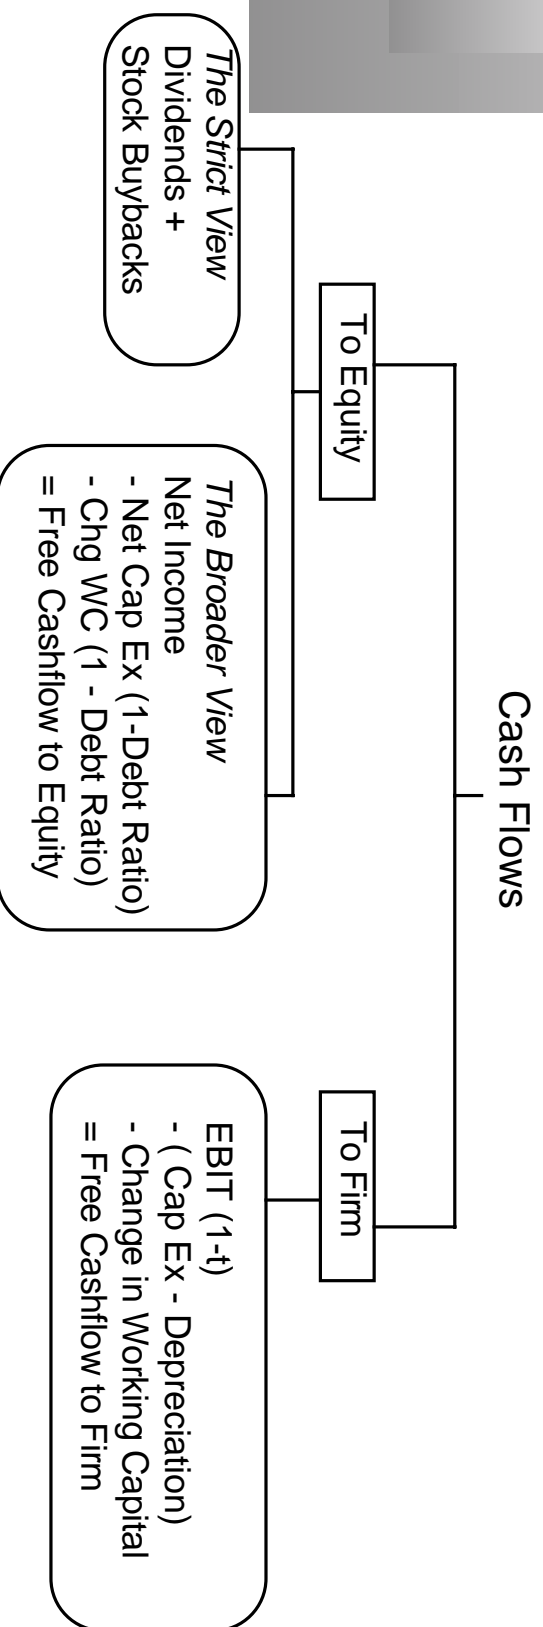 Cash Flows
To Equity
To Firm
The Strict View
Dividends +
Stock Buybacks
The Broader View
Net Income
- Net Cap Ex (1-Debt Ratio)
- Chg WC (1 - Debt Ratio)
= Free Cashflow to Equity
EBIT (1-t)
- ( Cap Ex - Depreciation)
- Change in Working Capital
= Free Cashflow to Firm